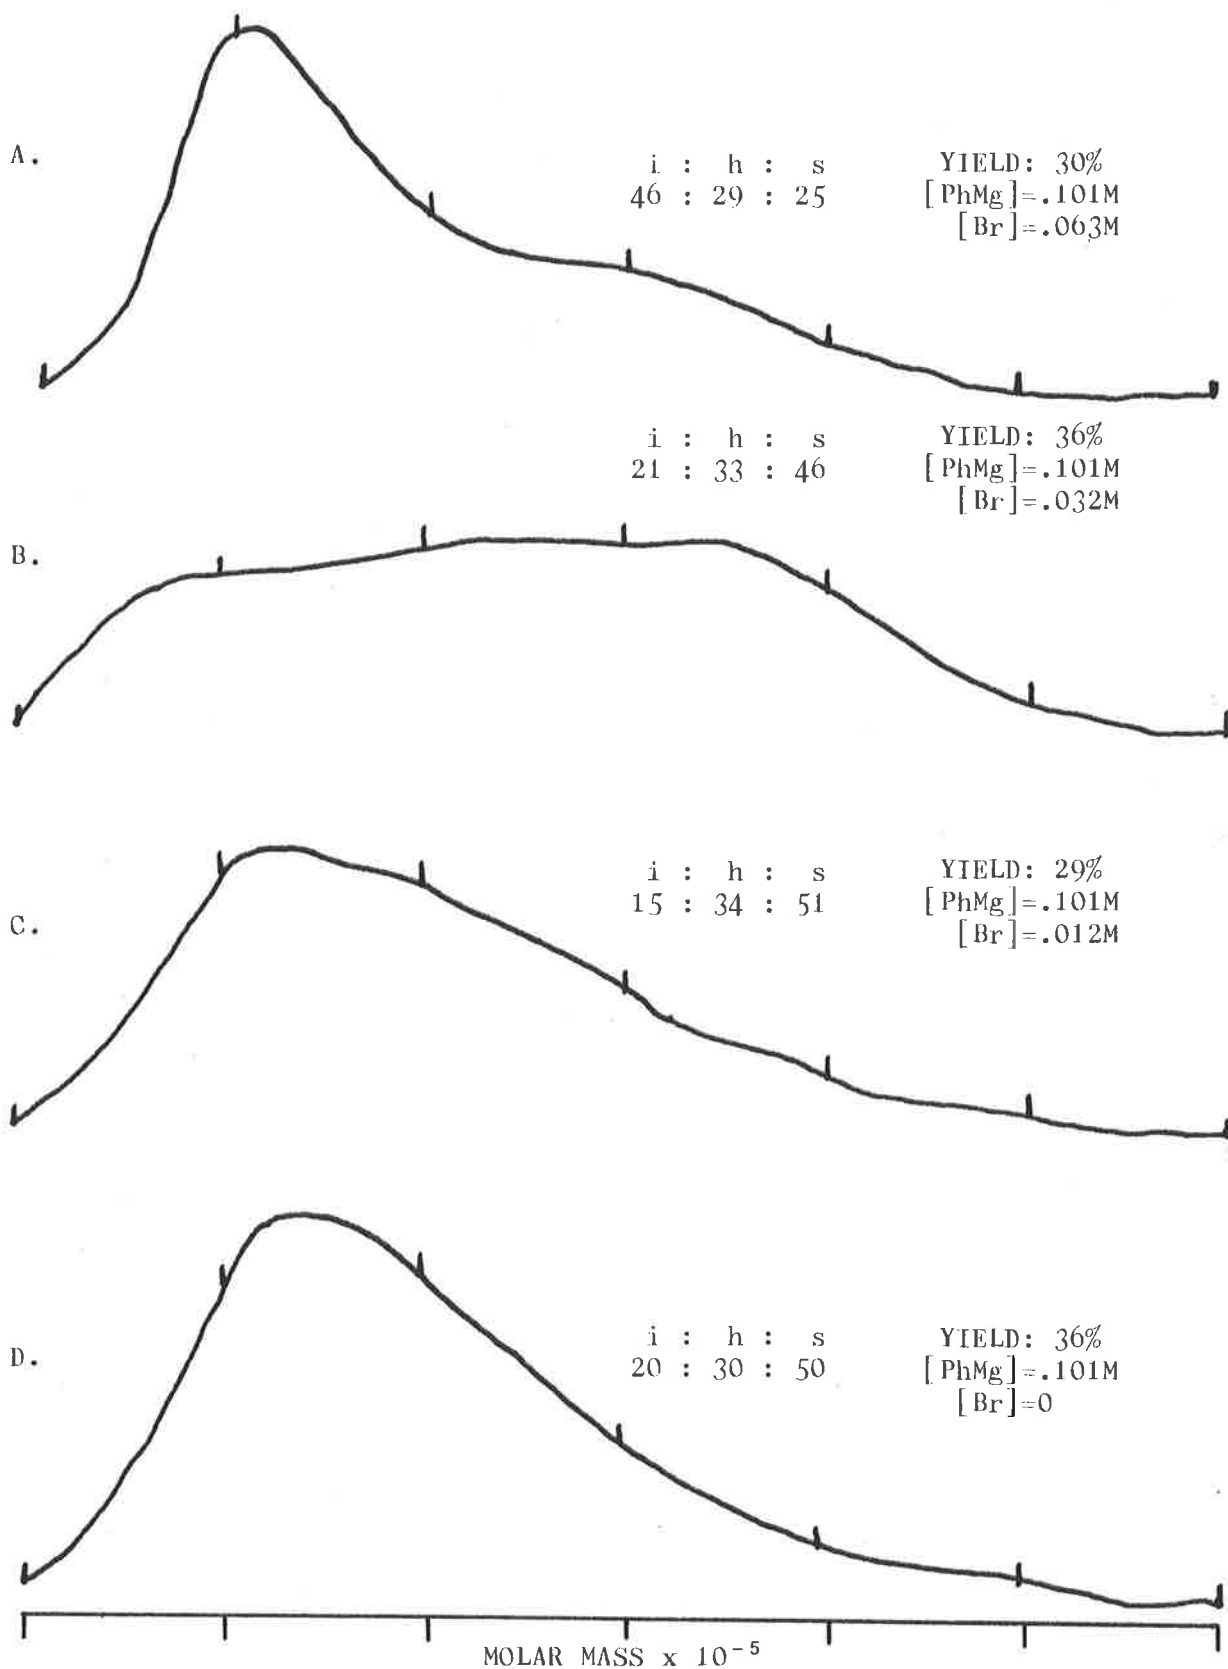 A.
i : h : s YIELD: 30%
46 : 29 : 25 [PhMg]=.101M
[Br]=.063M
i : h : s YIELD: 36%
21 : 33 : 46 [PhMg]=.101M
[Br]=.032M
B.
i : h : s YIELD: 29%
15 : 34 : 51 [PhMg]=.101M
C.
[Br]=.012M
i : h : s YIELD: 36%
D.
20 : 30 : 50 [PhMg]=.101M
[Br]=0
MOLAR MASS x 10⁻⁵